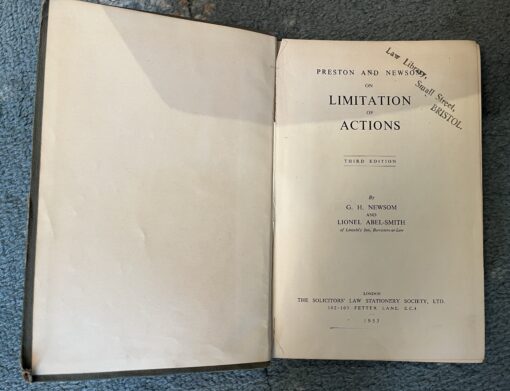 PRESTON AND NEWSOM
ON
LIMITATION
OF
ACTIONS
THIRD EDITION
By
G. H. NEWSOM
AND
LIONEL ABEL-SMITH
of Lincoln's Inn, Barristers-at-Law
LONDON
THE SOLICITORS' LAW STATIONERY SOCIETY, LTD.
102-103 FETTER LANE, E.C.4
1953
Law Library,
Small Street,
BRISTOL.